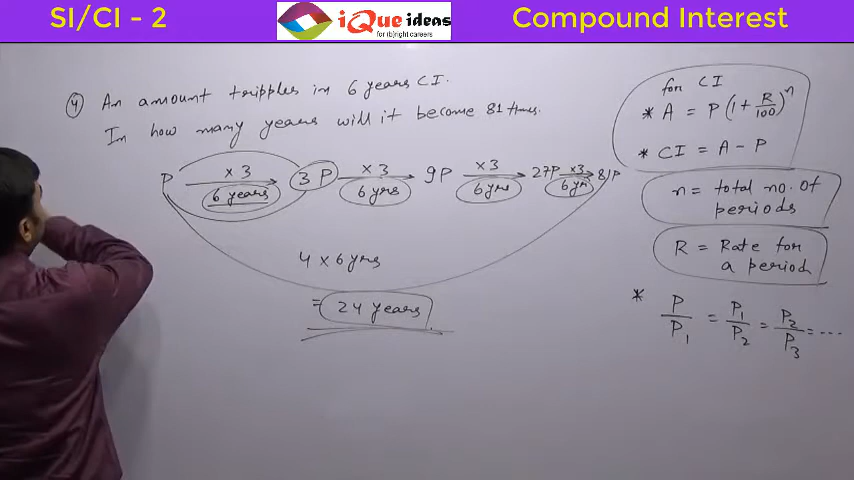 SI/CI - 2
iQue ideas
for (b)right careers
Compound Interest
4 An amount tripples in 6 years CI.
In how many years will it become 81 times.
P × 3 3 P × 3 9P ×3 27P ×3 81P
6 years 6 yrs 6 yrs 6 yrs
4 × 6 yrs
= 24 years
for CI
* A = P(1 + R/100)^n
* CI = A - P
n = total no. of
periods
R = Rate for
a period
* P/P₁ = P₁/P₂ = P₂/P₃ = ...